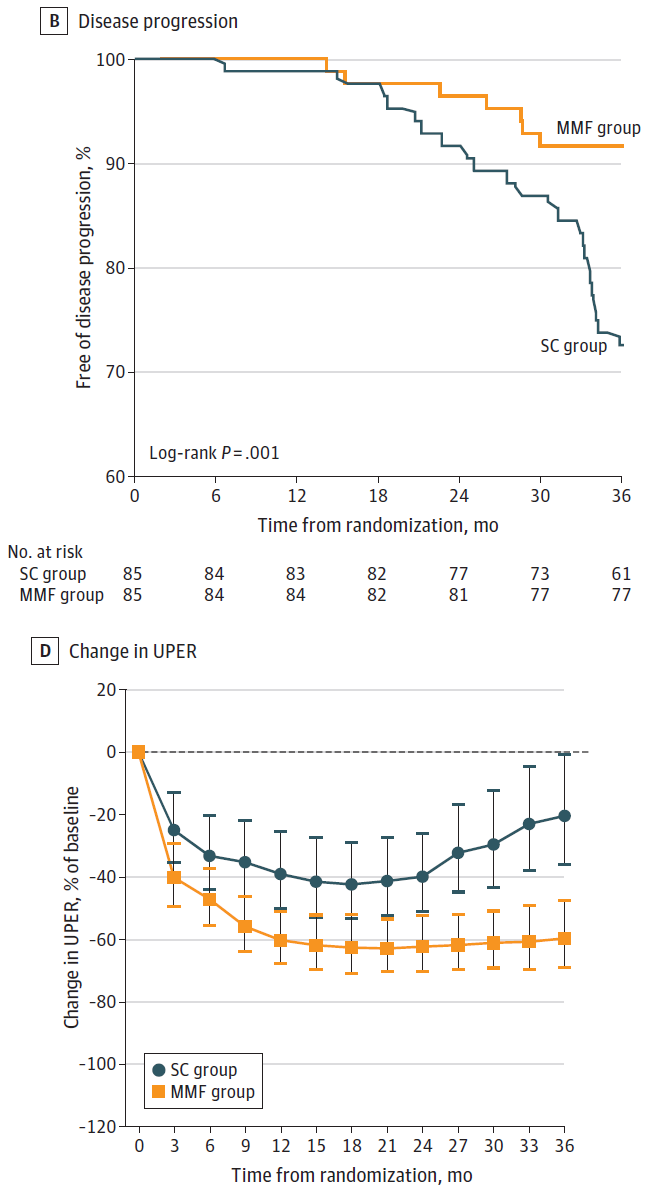 B Disease progression
100
90
80
70
60
Free of disease progression, %
MMF group
SC group
Log-rank P = .001
0 6 12 18 24 30 36
Time from randomization, mo
No. at risk
SC group 85 84 83 82 77 73 61
MMF group 85 84 84 82 81 77 77
D Change in UPER
20
0
-20
-40
-60
-80
-100
-120
Change in UPER, % of baseline
SC group
MMF group
0 3 6 9 12 15 18 21 24 27 30 33 36
Time from randomization, mo